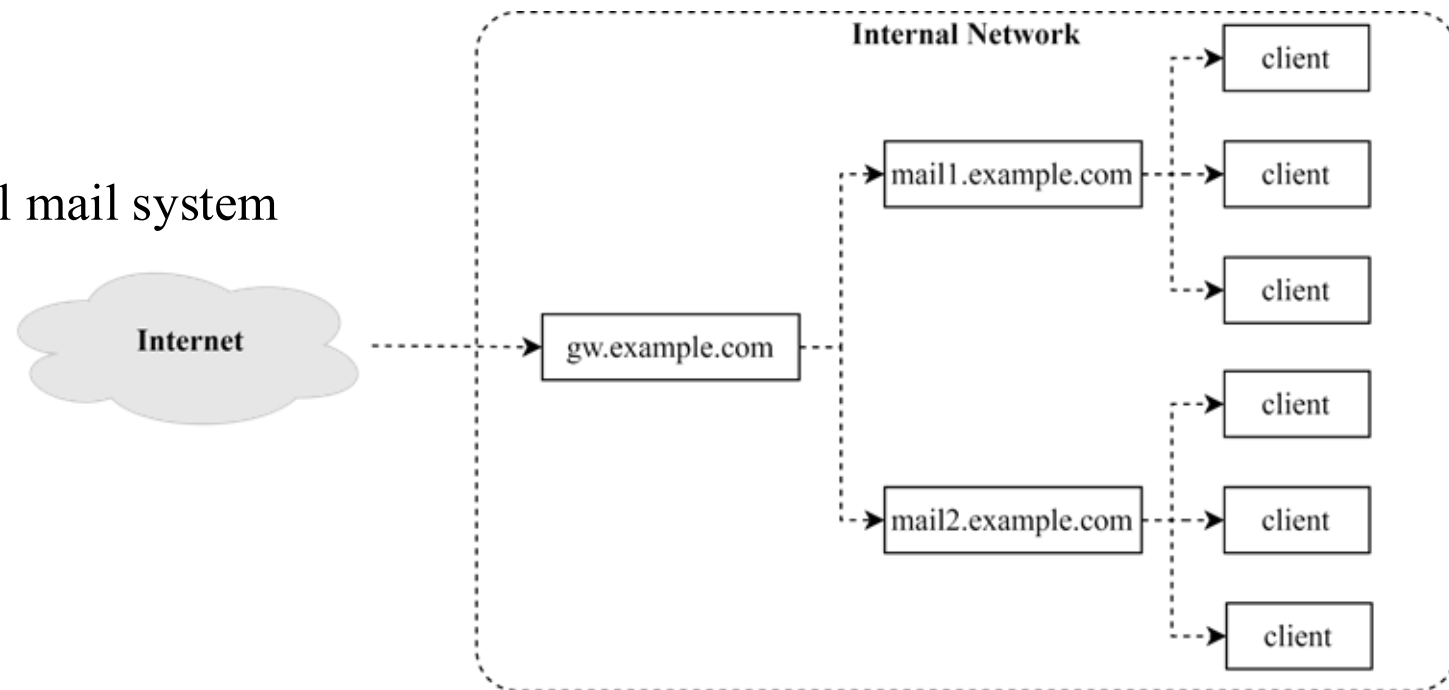 Internal Network
client
mail1.example.com
client
l mail system
client
Internet
gw.example.com
client
mail2.example.com
client
client